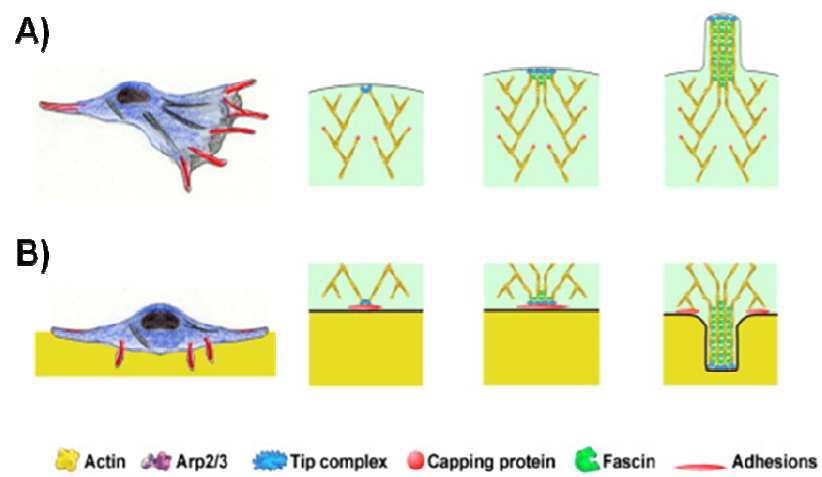 A)
B)
Actin Arp2/3 Tip complex Capping protein Fascin Adhesions